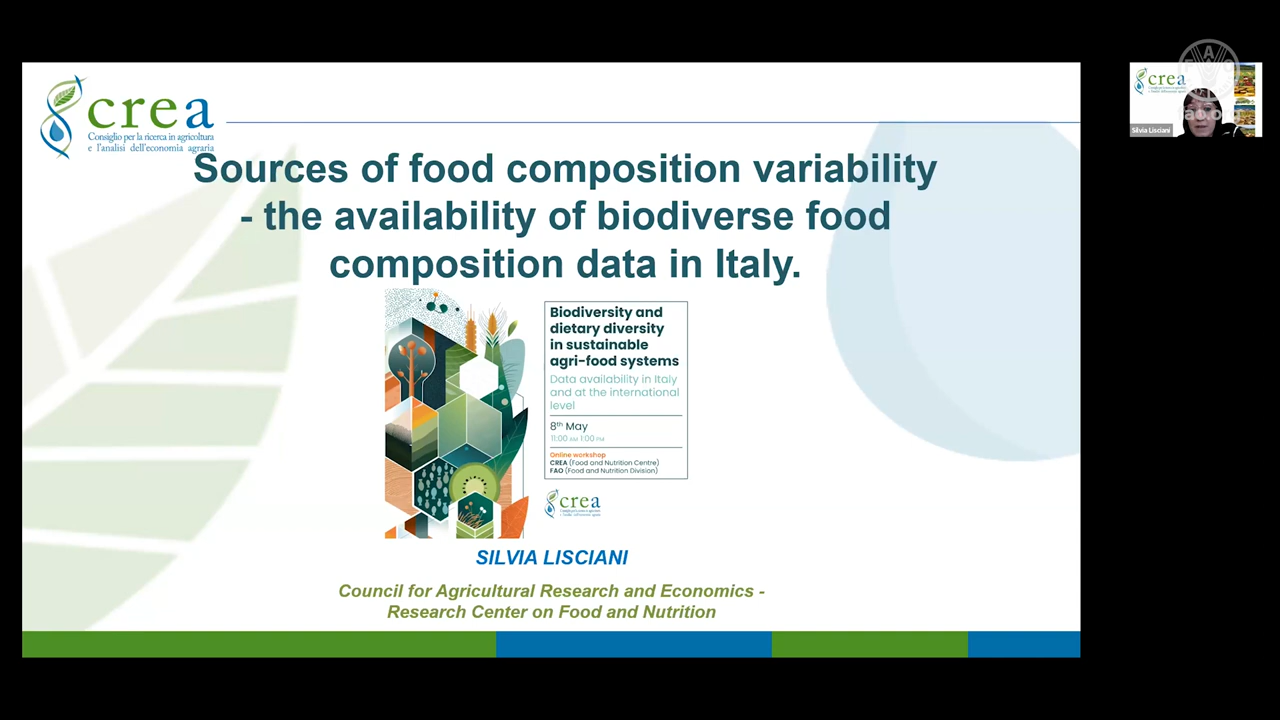 crea
Consiglio per la ricerca in agricoltura
e l'analisi dell'economia agraria
Sources of food composition variability
- the availability of biodiverse food
composition data in Italy.
Biodiversity and
dietary diversity
in sustainable
agri-food systems
Data availability in Italy
and at the international
level
8th May
11:00 AM 1:00 PM
Online workshop
CREA (Food and Nutrition Centre)
FAO (Food and Nutrition Division)
crea
SILVIA LISCIANI
Council for Agricultural Research and Economics -
Research Center on Food and Nutrition
crea
Silvia Lisciani
FAO
fao.org